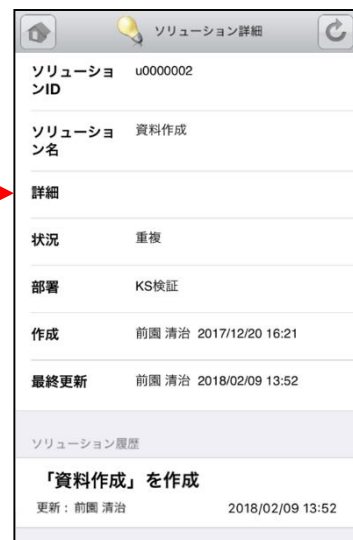 ソリューション詳細
ソリューショ u0000002
ンID
ソリューショ 資料作成
ン名
詳細
状況 重複
部署 KS検証
作成 前園 清治 2017/12/20 16:21
最終更新 前園 清治 2018/02/09 13:52
ソリューション履歴
「資料作成」を作成
更新： 前園 清治 2018/02/09 13:52